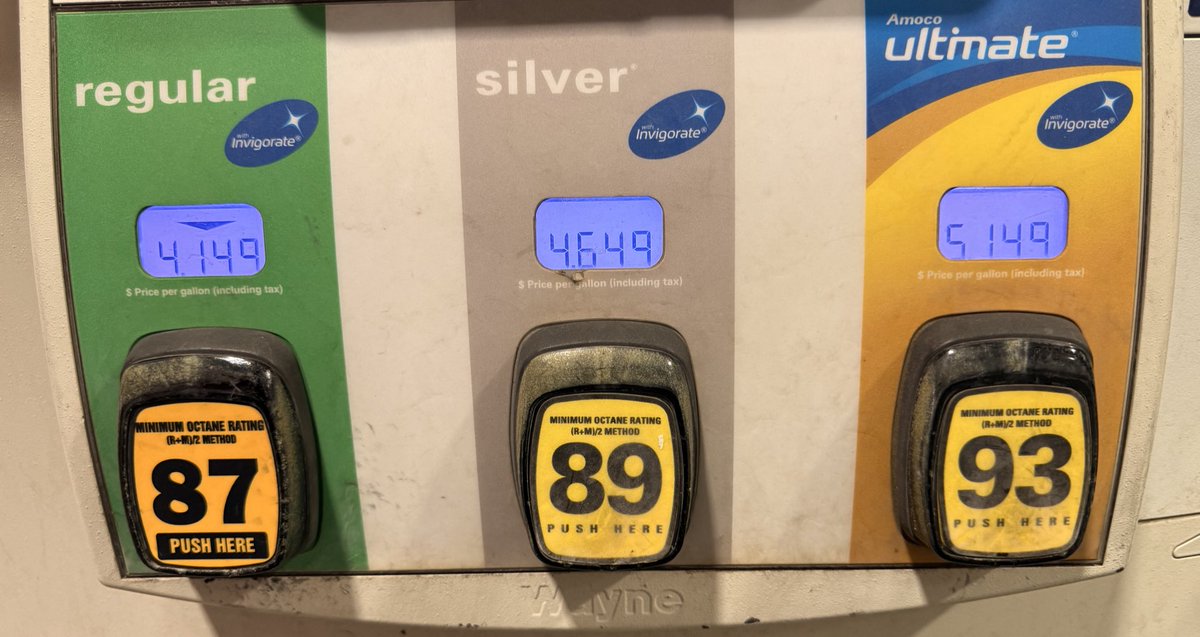 regular
with
Invigorate®
4.149
$ Price per gallon (including tax)
MINIMUM OCTANE RATING
(R+M)/2 METHOD
87
PUSH HERE
silver®
with
Invigorate®
4.649
$ Price per gallon (including tax)
MINIMUM OCTANE RATING
(R+M)/2 METHOD
89
PUSH HERE
Amoco
ultimate®
with
Invigorate®
5.149
$ Price per gallon (including tax)
MINIMUM OCTANE RATING
(R+M)/2 METHOD
93
PUSH HERE
Wayne